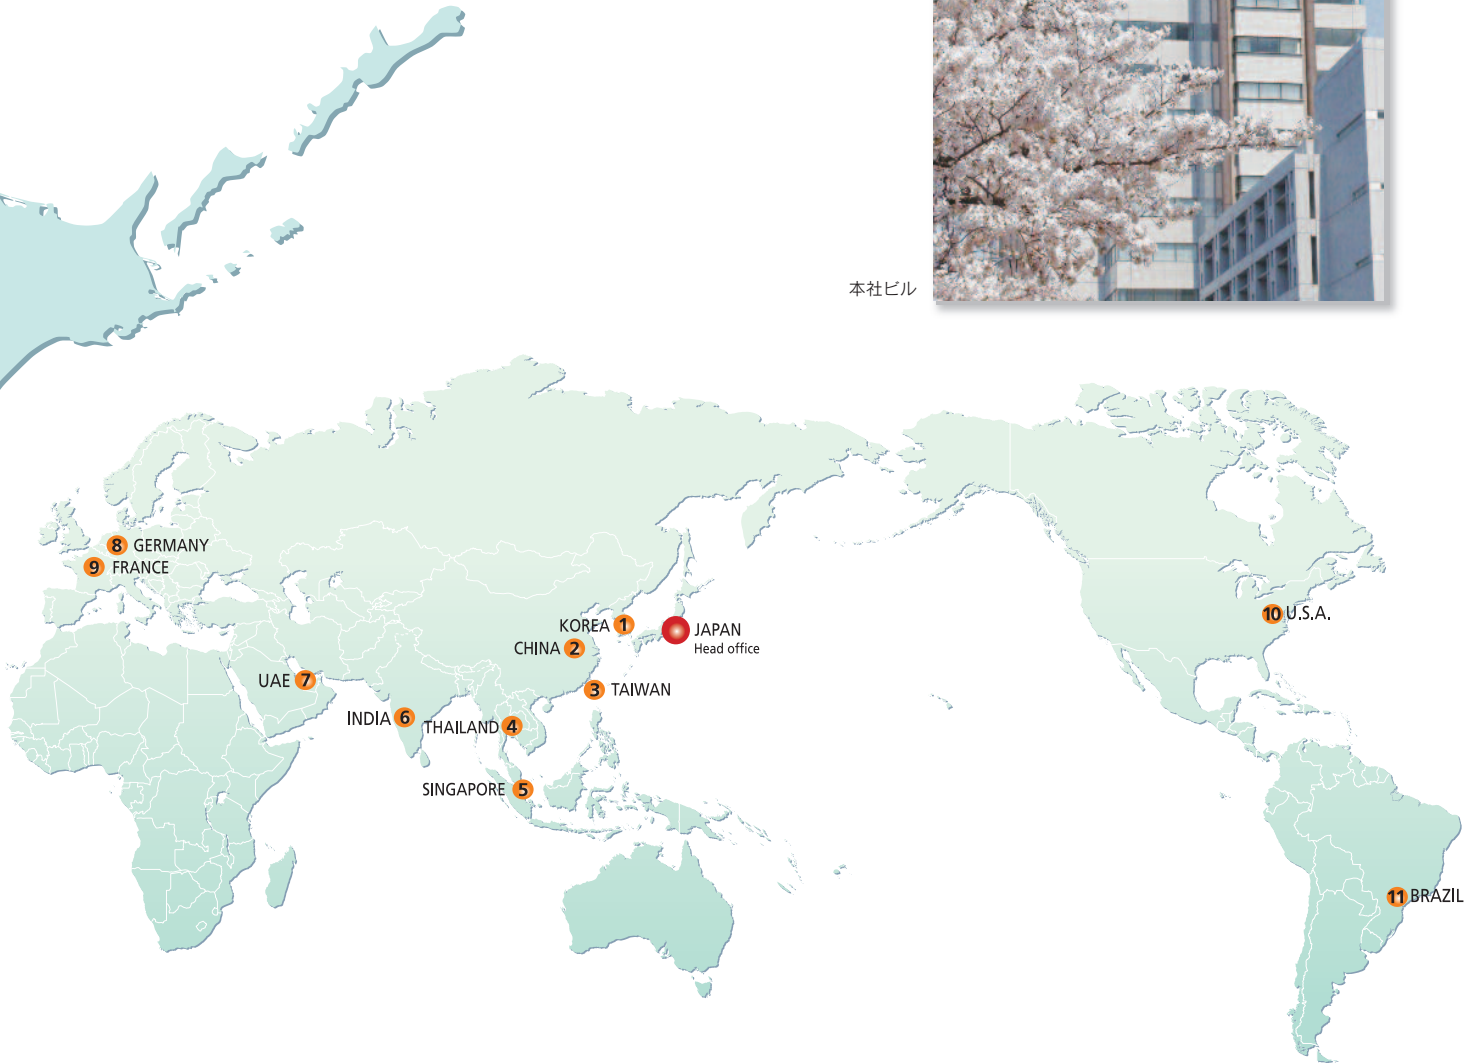 本社ビル
8 GERMANY
9 FRANCE
KOREA 1
JAPAN
Head office
CHINA 2
10 U.S.A.
UAE 7
3 TAIWAN
INDIA 6
THAILAND 4
SINGAPORE 5
11 BRAZIL